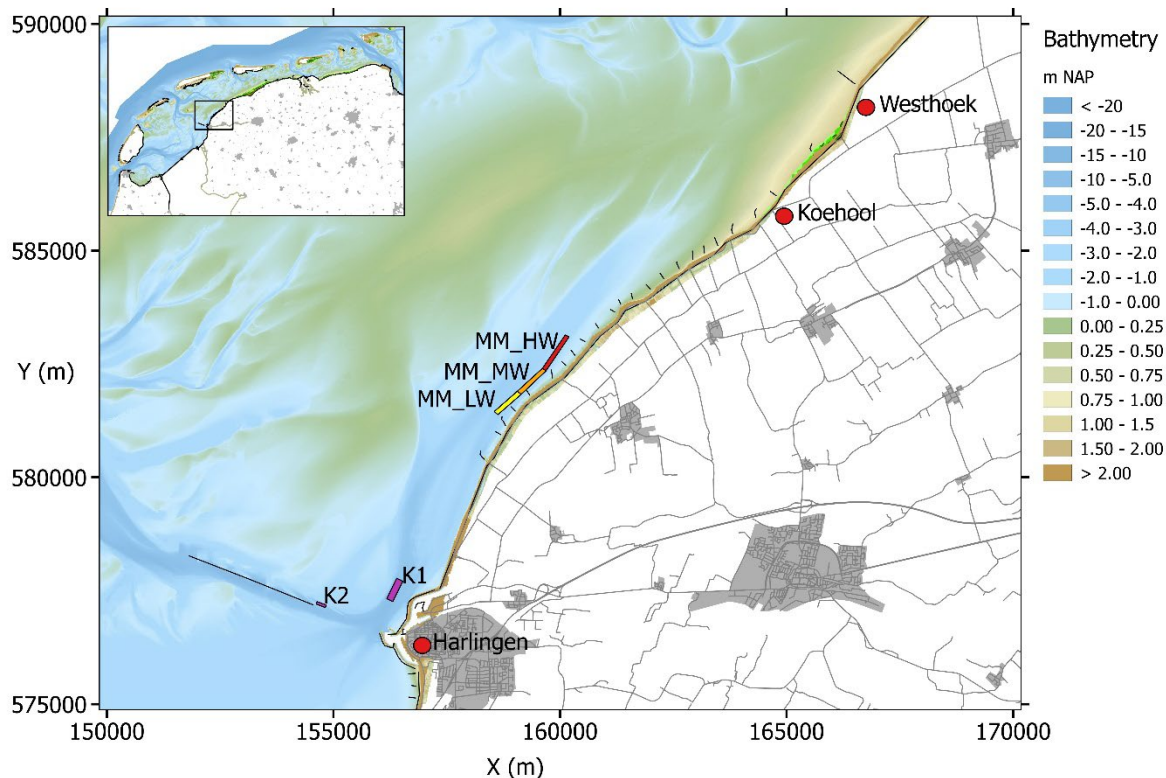 590000
585000
Y (m)
580000
575000
150000
155000
160000
165000
170000
X (m)
Westhoek
Koehool
MM_HW
MM_MW
MM_LW
K1
K2
Harlingen
Bathymetry
m NAP
< -20
-20 - -15
-15 - -10
-10 - -5.0
-5.0 - -4.0
-4.0 - -3.0
-3.0 - -2.0
-2.0 - -1.0
-1.0 - 0.00
0.00 - 0.25
0.25 - 0.50
0.50 - 0.75
0.75 - 1.00
1.00 - 1.5
1.50 - 2.00
> 2.00